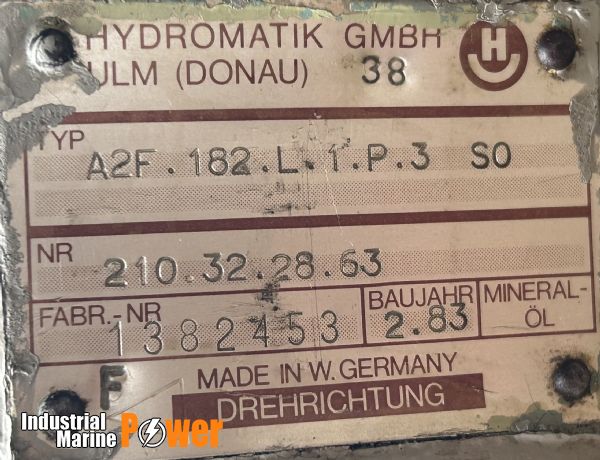 HYDROMATIK GMBH H
ULM (DONAU) 38
TYP
A2F.182.L.1.P.3 SO
NR
210.32.28.63
FABR.-NR 1382453 BAUJAHR 2.83 MINERAL-
ÖL
F MADE IN W. GERMANY
DREHRICHTUNG
Industrial
Marine Power